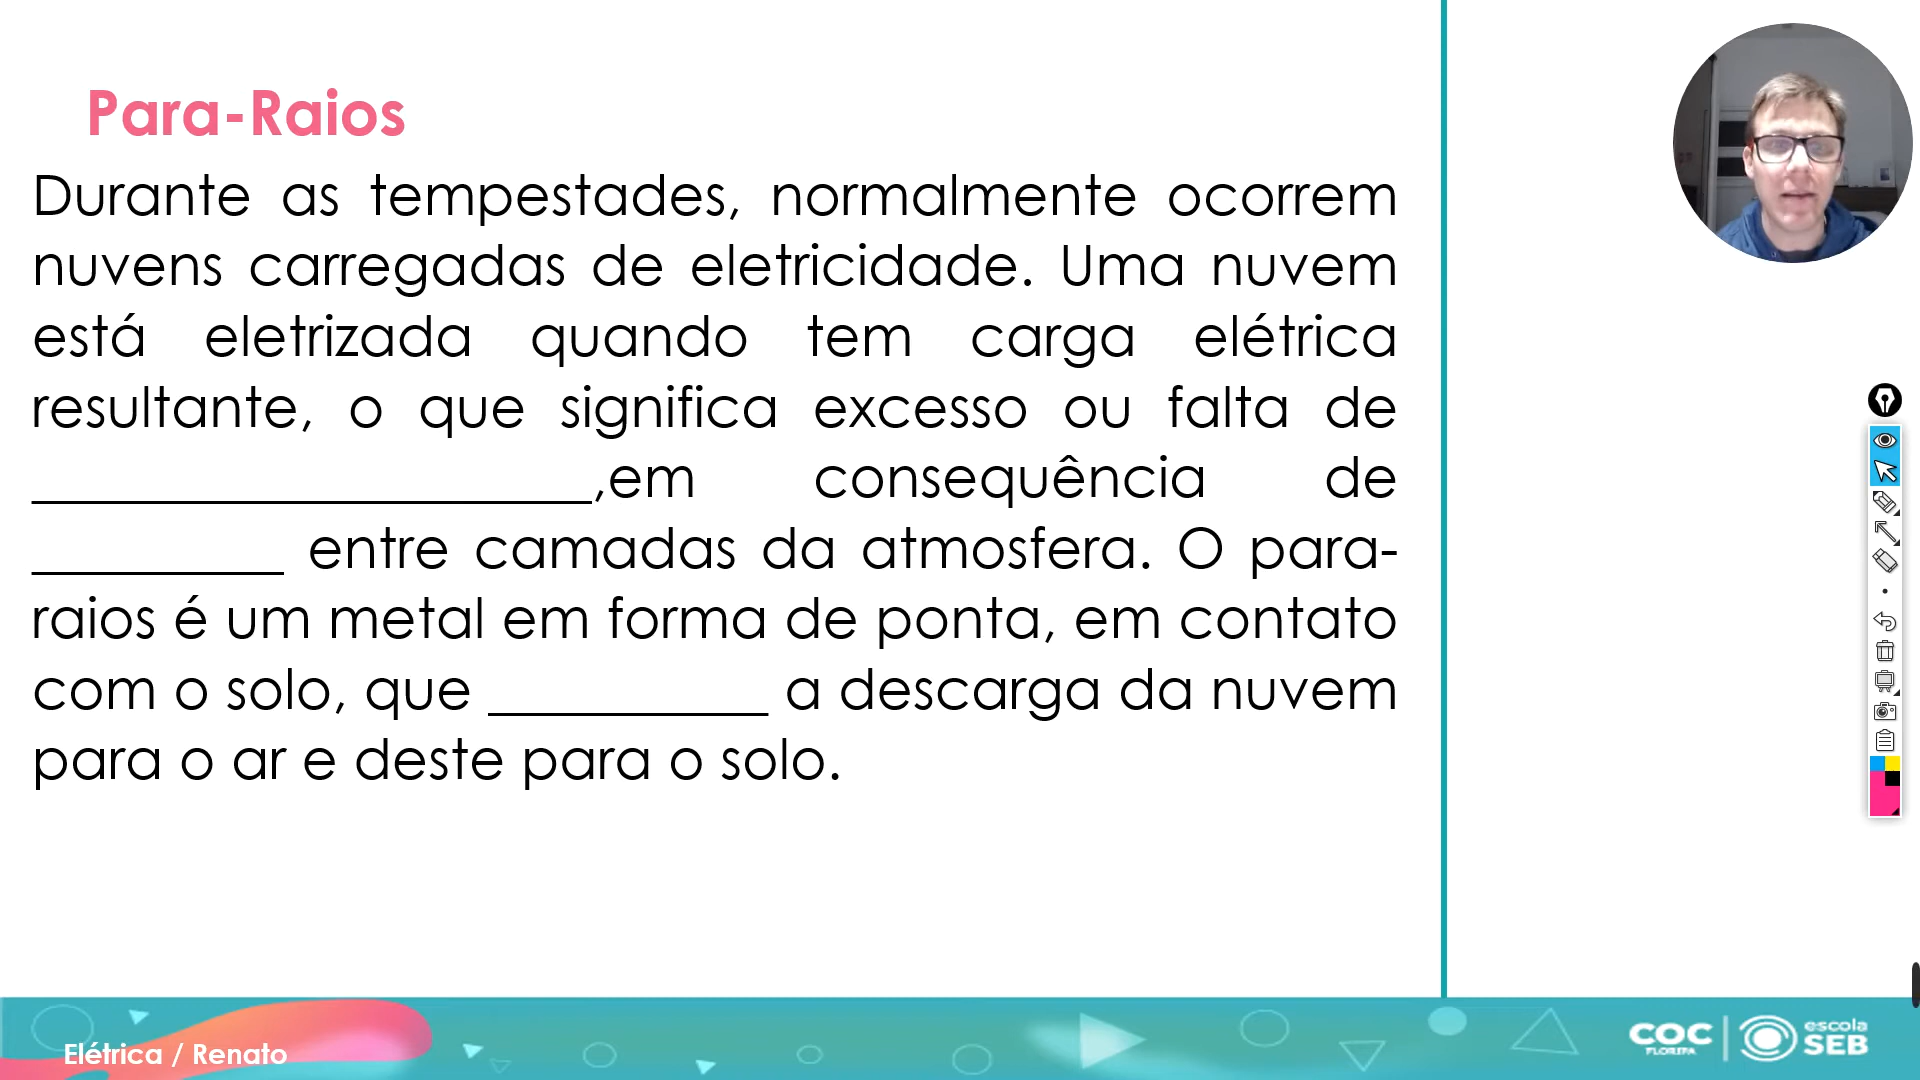 Para-Raios
Durante as tempestades, normalmente ocorrem
nuvens carregadas de eletricidade. Uma nuvem
está eletrizada quando tem carga elétrica
resultante, o que significa excesso ou falta de
____________________,em consequência de
_________ entre camadas da atmosfera. O para-
raios é um metal em forma de ponta, em contato
com o solo, que __________ a descarga da nuvem
para o ar e deste para o solo.
Elétrica / Renato
COC
FLORIPA
escola
SEB